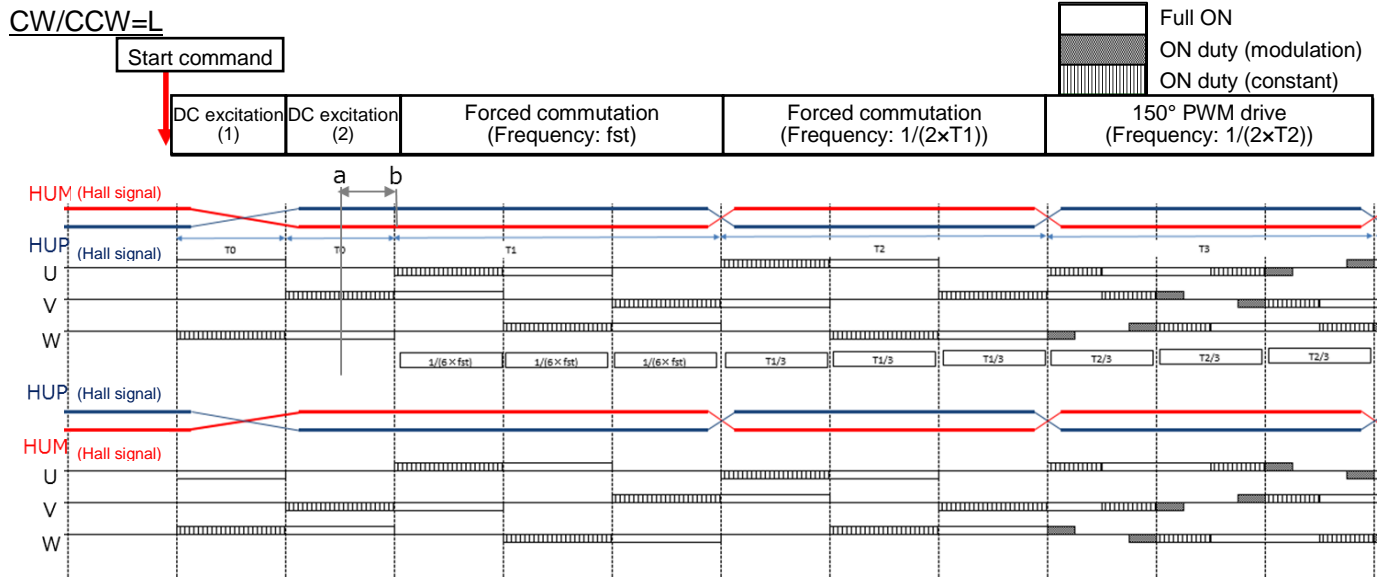 CW/CCW=L
Start command
Full ON
ON duty (modulation)
ON duty (constant)
DC excitation
(1)
DC excitation
(2)
Forced commutation
(Frequency: fst)
Forced commutation
(Frequency: 1/(2×T1))
150° PWM drive
(Frequency: 1/(2×T2))
a b
HUM (Hall signal)
HUP (Hall signal)
T0 T0 T1 T2 T3
U
V
W
1/(6×fst) 1/(6×fst) 1/(6×fst) T1/3 T1/3 T1/3 T2/3 T2/3 T2/3
HUP (Hall signal)
HUM (Hall signal)
U
V
W